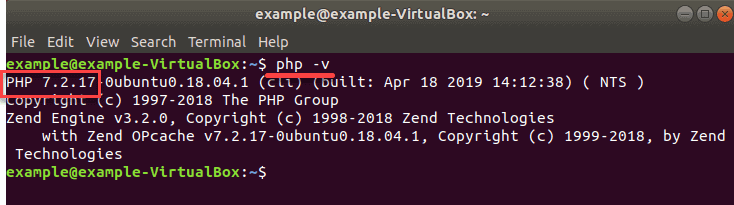 example@example-VirtualBox: ~
File Edit View Search Terminal Help
example@example-VirtualBox:~$ php -v
PHP 7.2.17-0ubuntu0.18.04.1 (cli) (built: Apr 18 2019 14:12:38) ( NTS )
Copyright (c) 1997-2018 The PHP Group
Zend Engine v3.2.0, Copyright (c) 1998-2018 Zend Technologies
    with Zend OPcache v7.2.17-0ubuntu0.18.04.1, Copyright (c) 1999-2018, by Zend
 Technologies
example@example-VirtualBox:~$